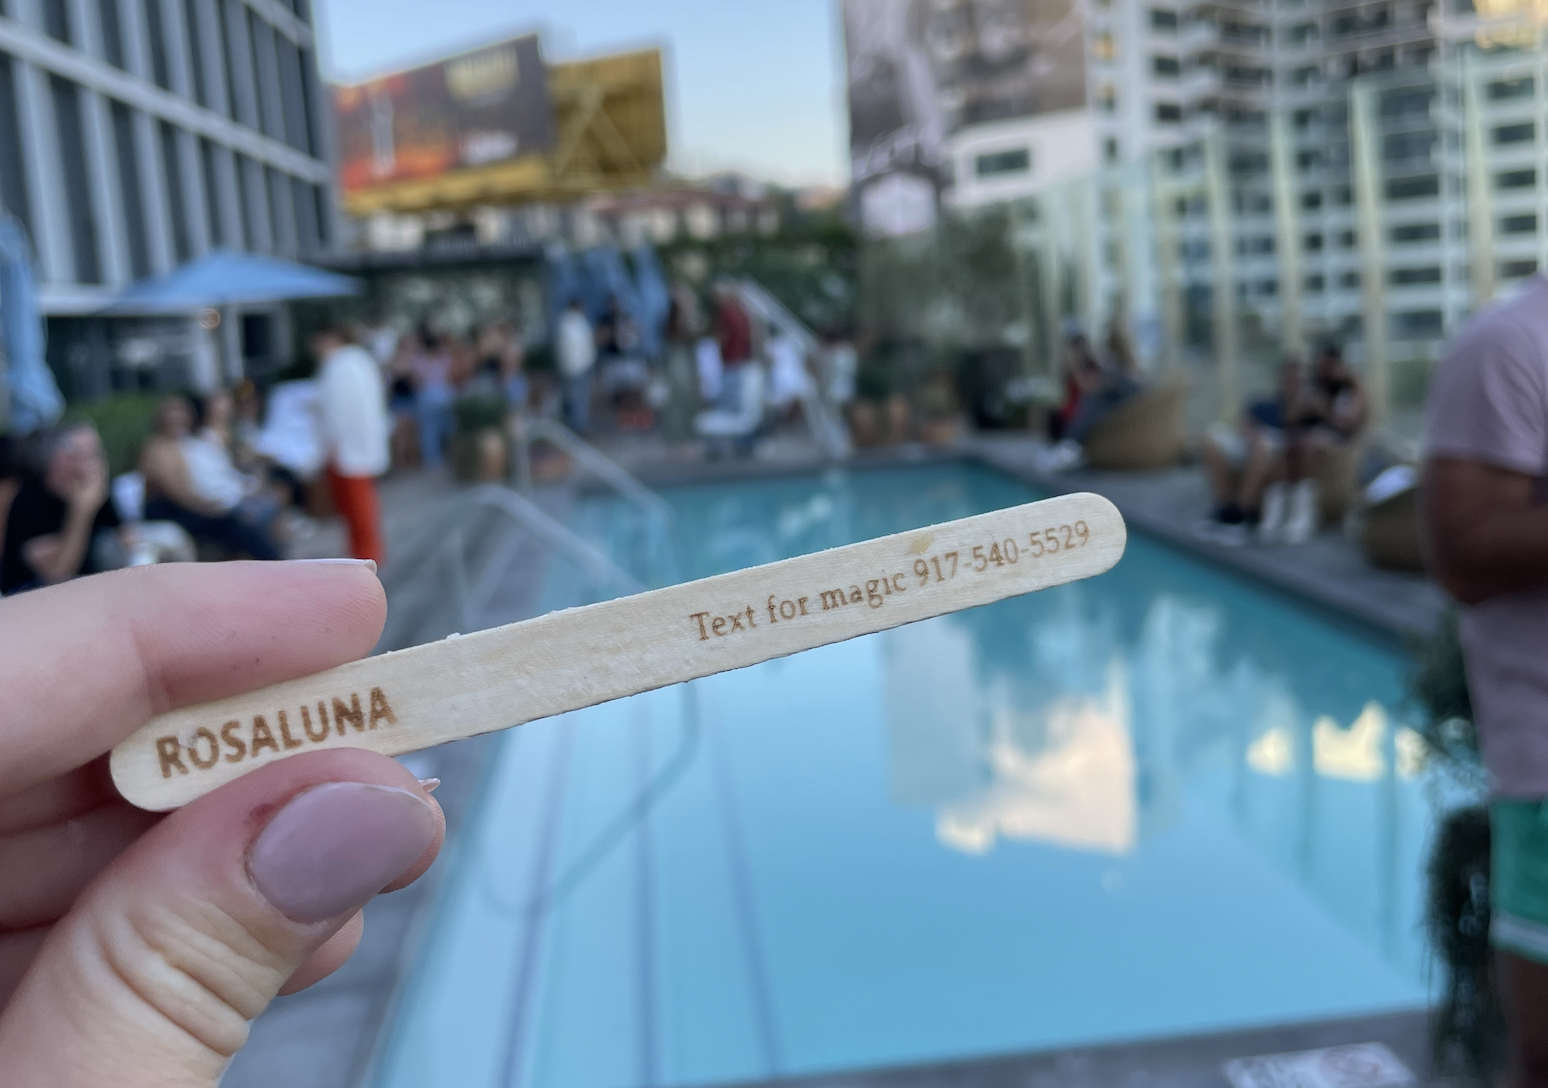 ROSALUNA
Text for magic 917-540-5529